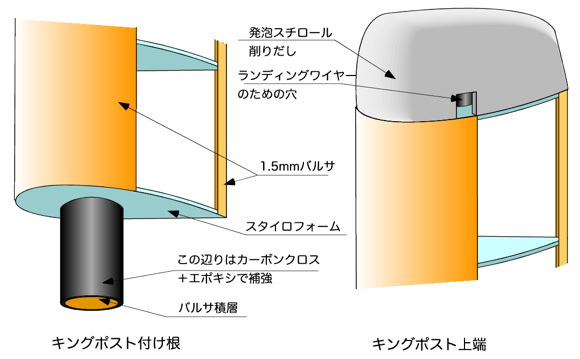 発泡スチロール
削りだし
ランディングワイヤー
のための穴
1.5mmバルサ
スタイロフォーム
この辺りはカーボンクロス
＋エポキシで補強
バルサ積層
キングポスト付け根
キングポスト上端